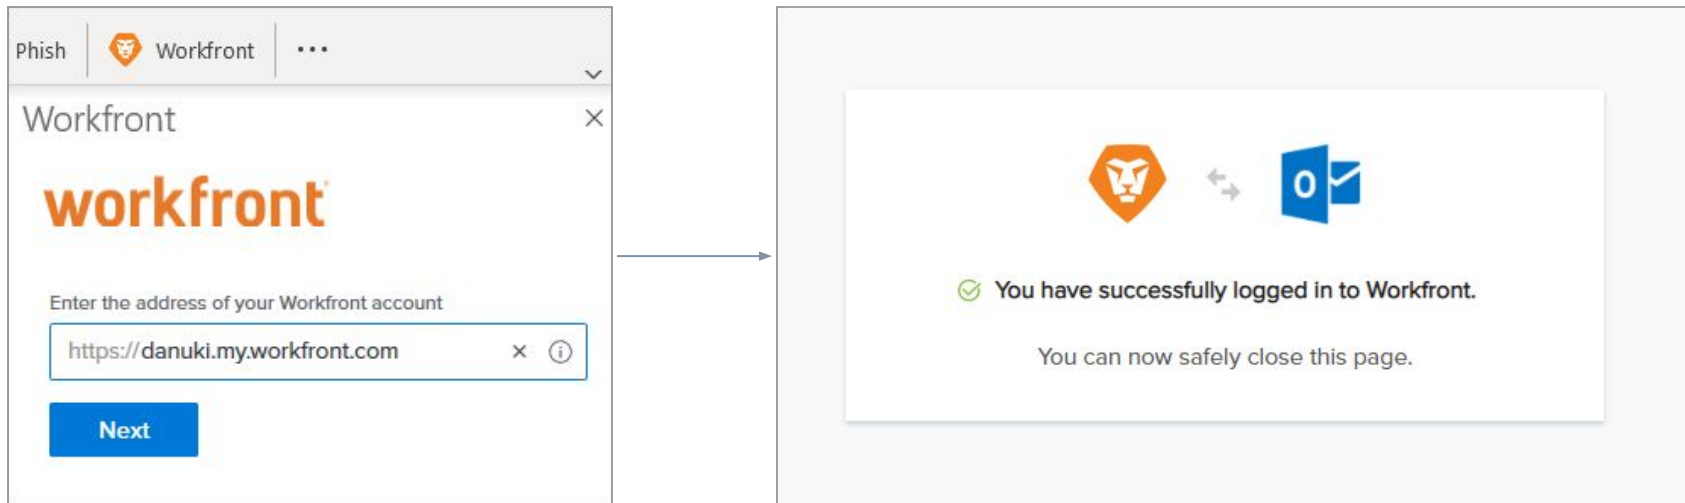 Phish
Workfront
Workfront
workfront
Enter the address of your Workfront account
https://danuki.my.workfront.com
Next
You have successfully logged in to Workfront.
You can now safely close this page.